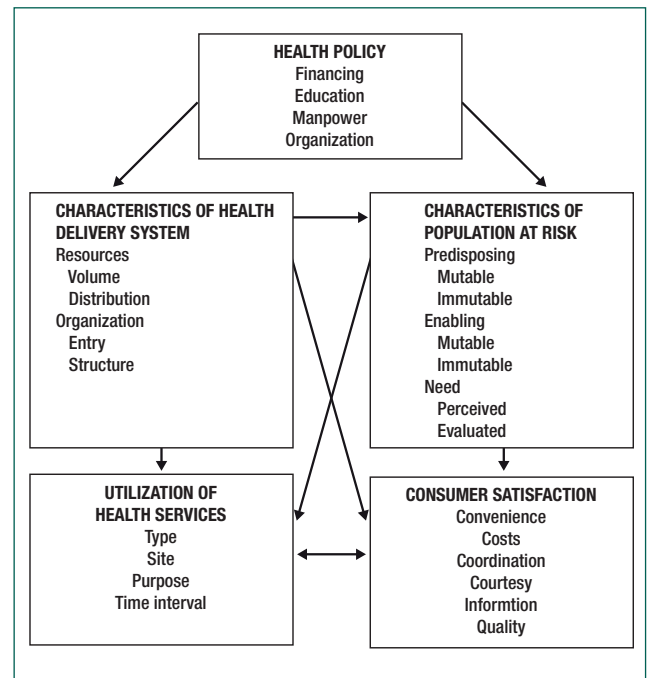 HEALTH POLICY
Financing
Education
Manpower
Organization
CHARACTERISTICS OF HEALTH
DELIVERY SYSTEM
Resources
Volume
Distribution
Organization
Entry
Structure
CHARACTERISTICS OF
POPULATION AT RISK
Predisposing
Mutable
Immutable
Enabling
Mutable
Immutable
Need
Perceived
Evaluated
UTILIZATION OF
HEALTH SERVICES
Type
Site
Purpose
Time interval
CONSUMER SATISFACTION
Convenience
Costs
Coordination
Courtesy
Informtion
Quality